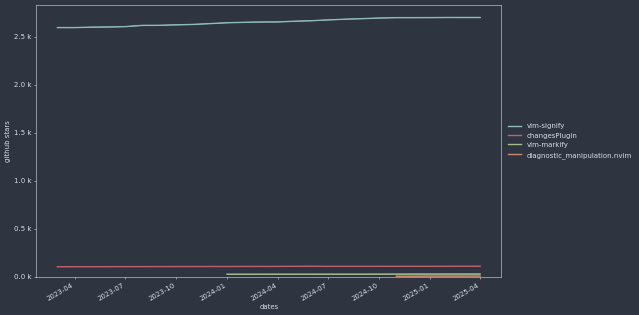 2.5 k
2.0 k
1.5 k
1.0 k
0.5 k
0.0 k
github stars
2023-04
2023-07
2023-10
2024-01
2024-04
2024-07
2024-10
2025-01
2025-04
dates
vim-signify
changesPlugin
vim-markify
diagnostic_manipulation.nvim